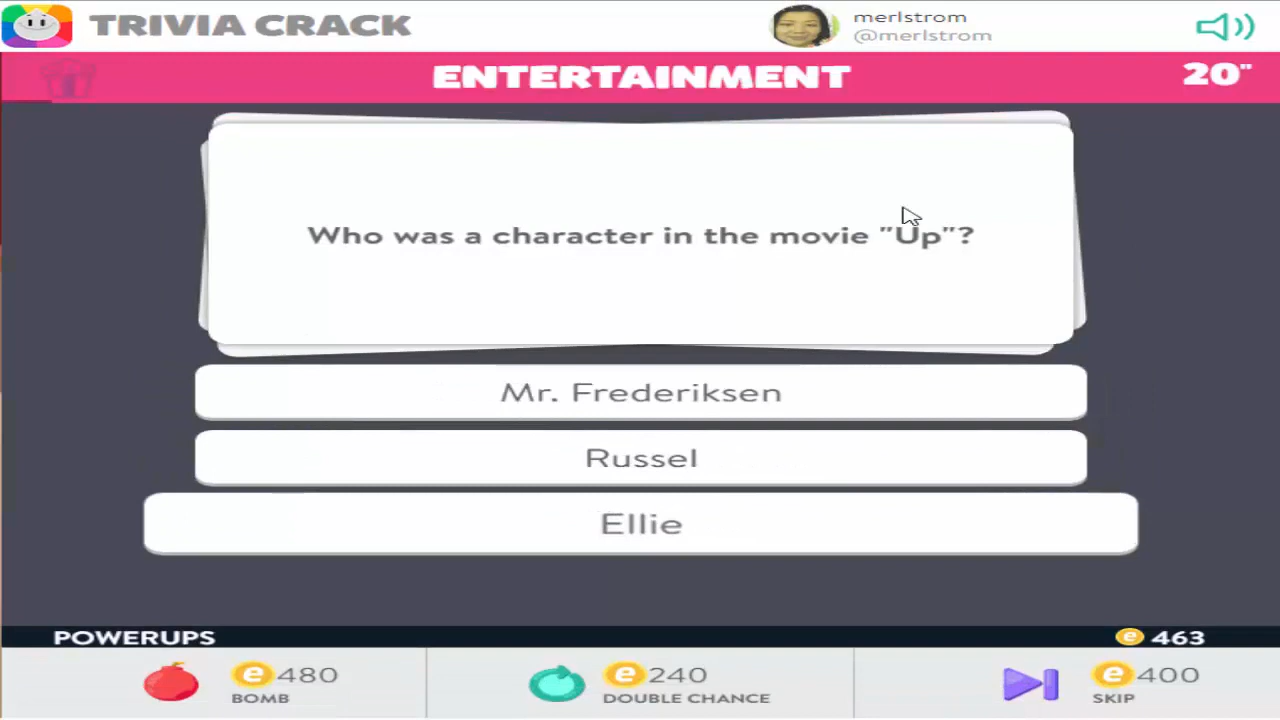 TRIVIA CRACK
merlstrom
@merlstrom
ENTERTAINMENT
20"
Who was a character in the movie "Up"?
Mr. Frederiksen
Russel
Ellie
POWERUPS
e 463
e 480
BOMB
e 240
DOUBLE CHANCE
e 400
SKIP